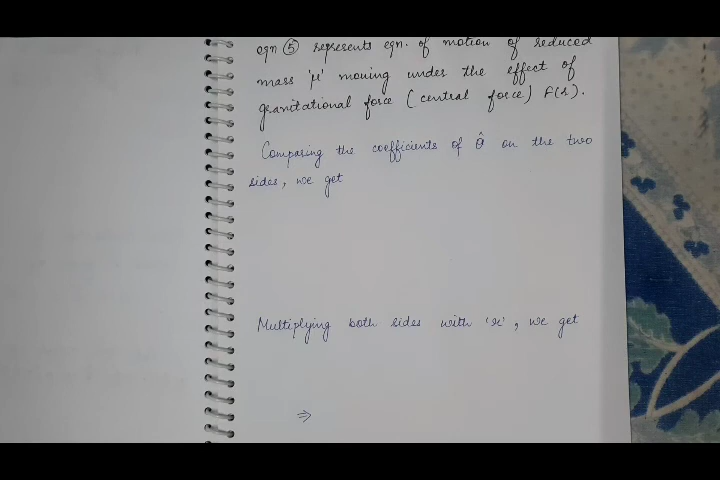 eqn ⑤ represents eqn. of motion of reduced
mass 'μ' moving under the effect of
gravitational force (central force) F(r).
Comparing the coefficients of θ̂ on the two
sides, we get
Multiplying both sides with 'r', we get
⇒